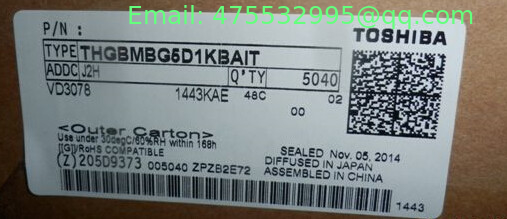 Email: 475532995@qq.com
P/N :
TOSHIBA
TYPE THGBMBG5D1KBAIT
ADDC J2H Q'TY 5040
VD3078 1443KAE 48C 02
00
<Outer Carton>
Use under 30degC/60%RH within 168h
[[G]]/RoHS COMPATIBLE
SEALED Nov. 05, 2014
DIFFUSED IN JAPAN
ASSEMBLED IN CHINA
(Z) 205D9373 005040 ZPZB2E72
1443